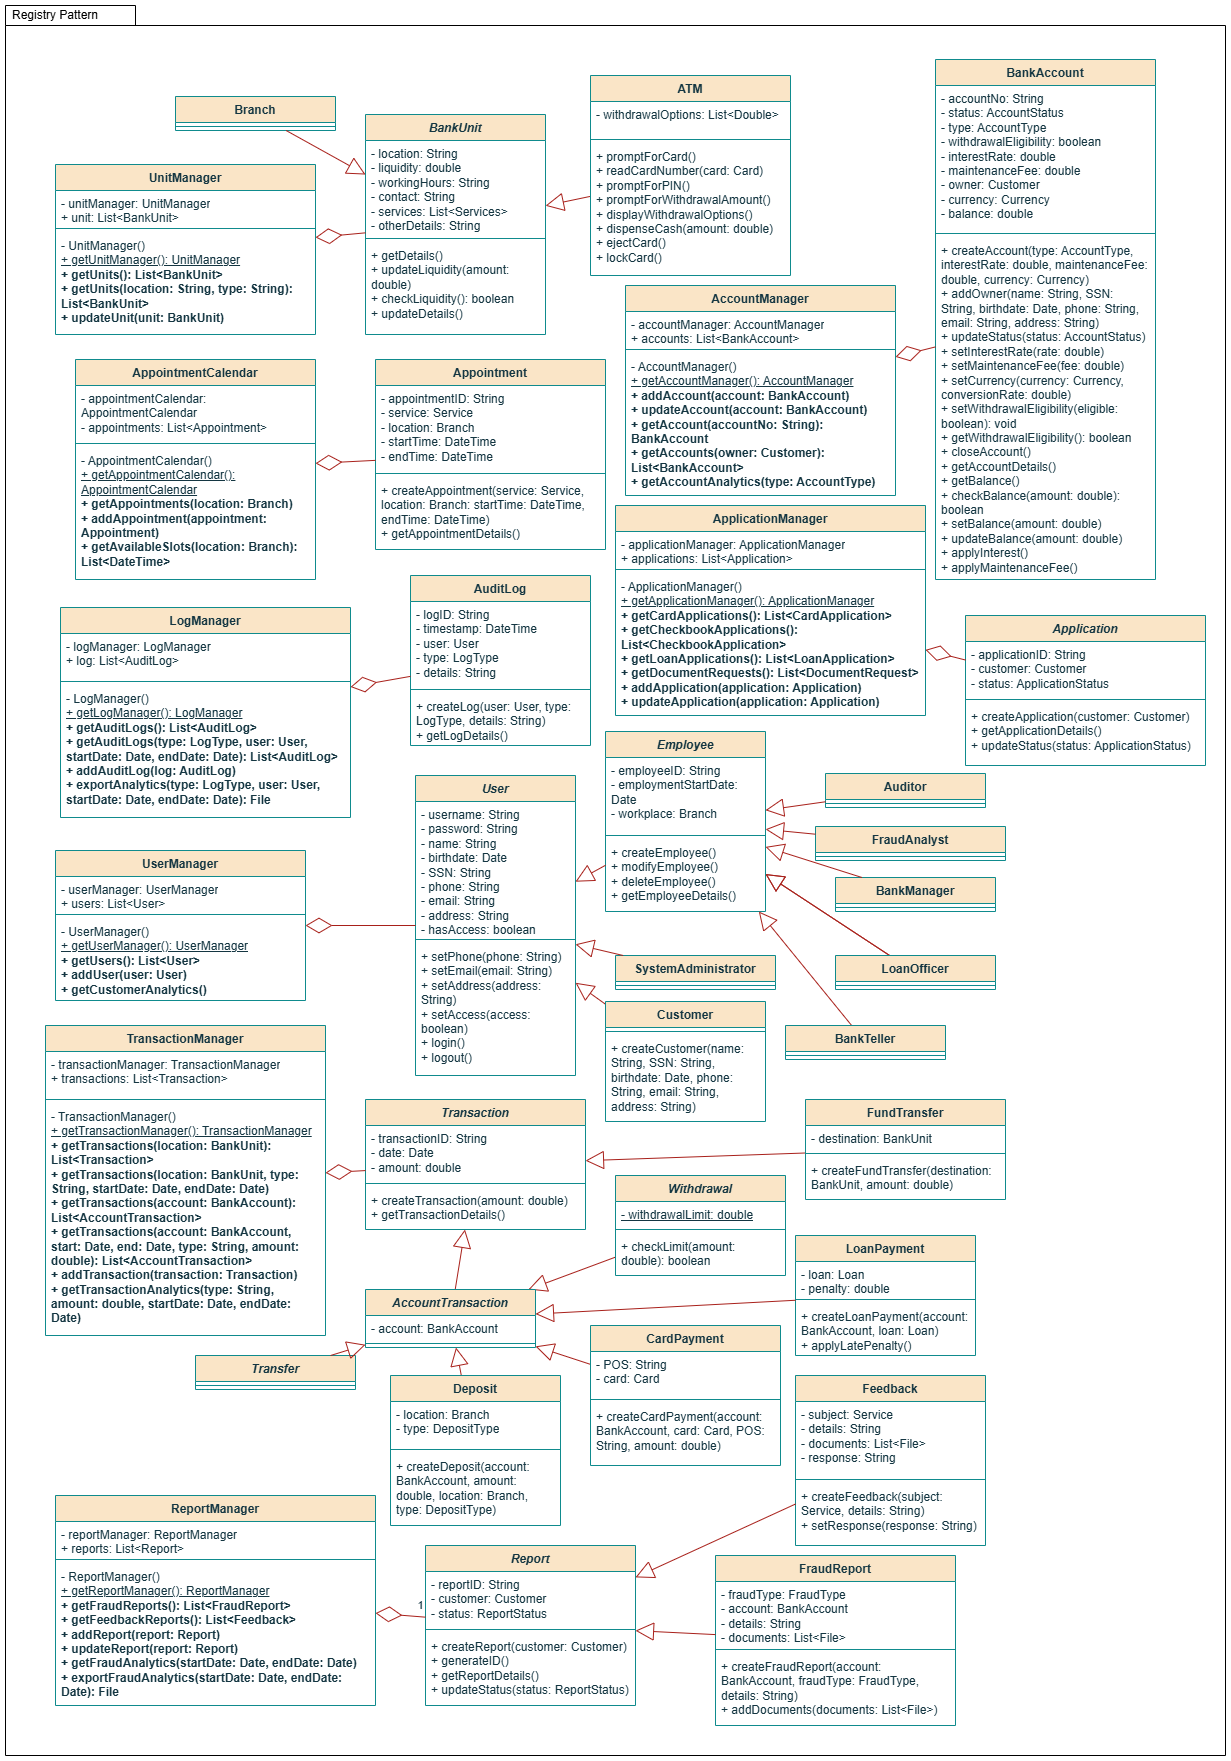 Registry Pattern
Branch
BankUnit
- location: String
- liquidity: double
- workingHours: String
- contact: String
- services: List<Services>
- otherDetails: String
+ getDetails()
+ updateLiquidity(amount:
double)
+ checkLiquidity(): boolean
+ updateDetails()
ATM
- withdrawalOptions: List<Double>
+ promptForCard()
+ readCardNumber(card: Card)
+ promptForPIN()
+ promptForWithdrawalAmount()
+ displayWithdrawalOptions()
+ dispenseCash(amount: double)
+ ejectCard()
+ lockCard()
BankAccount
- accountNo: String
- status: AccountStatus
- type: AccountType
- withdrawalEligibility: boolean
- interestRate: double
- maintenanceFee: double
- owner: Customer
- currency: Currency
- balance: double
+ createAccount(type: AccountType,
interestRate: double, maintenanceFee:
double, currency: Currency)
+ addOwner(name: String, SSN:
String, birthdate: Date, phone: String,
email: String, address: String)
+ updateStatus(status: AccountStatus)
+ setInterestRate(rate: double)
+ setMaintenanceFee(fee: double)
+ setCurrency(currency: Currency,
conversionRate: double)
+ setWithdrawalEligibility(eligible:
boolean): void
+ getWithdrawalEligibility(): boolean
+ closeAccount()
+ getAccountDetails()
+ getBalance()
+ checkBalance(amount: double):
boolean
+ setBalance(amount: double)
+ updateBalance(amount: double)
+ applyInterest()
+ applyMaintenanceFee()
UnitManager
- unitManager: UnitManager
+ unit: List<BankUnit>
- UnitManager()
+ getUnitManager(): UnitManager
+ getUnits(): List<BankUnit>
+ getUnits(location: String, type: String):
List<BankUnit>
+ updateUnit(unit: BankUnit)
AccountManager
- accountManager: AccountManager
+ accounts: List<BankAccount>
- AccountManager()
+ getAccountManager(): AccountManager
+ addAccount(account: BankAccount)
+ updateAccount(account: BankAccount)
+ getAccount(accountNo: String):
BankAccount
+ getAccounts(owner: Customer):
List<BankAccount>
+ getAccountAnalytics(type: AccountType)
AppointmentCalendar
- appointmentCalendar:
AppointmentCalendar
- appointments: List<Appointment>
- AppointmentCalendar()
+ getAppointmentCalendar():
AppointmentCalendar
+ getAppointments(location: Branch)
+ addAppointment(appointment:
Appointment)
+ getAvailableSlots(location: Branch):
List<DateTime>
Appointment
- appointmentID: String
- service: Service
- location: Branch
- startTime: DateTime
- endTime: DateTime
+ createAppointment(service: Service,
location: Branch: startTime: DateTime,
endTime: DateTime)
+ getAppointmentDetails()
ApplicationManager
- applicationManager: ApplicationManager
+ applications: List<Application>
- ApplicationManager()
+ getApplicationManager(): ApplicationManager
+ getCardApplications(): List<CardApplication>
+ getCheckbookApplications():
List<CheckbookApplication>
+ getLoanApplications(): List<LoanApplication>
+ getDocumentRequests(): List<DocumentRequest>
+ addApplication(application: Application)
+ updateApplication(application: Application)
Application
- applicationID: String
- customer: Customer
- status: ApplicationStatus
+ createApplication(customer: Customer)
+ getApplicationDetails()
+ updateStatus(status: ApplicationStatus)
LogManager
- logManager: LogManager
+ log: List<AuditLog>
- LogManager()
+ getLogManager(): LogManager
+ getAuditLogs(): List<AuditLog>
+ getAuditLogs(type: LogType, user: User,
startDate: Date, endDate: Date): List<AuditLog>
+ addAuditLog(log: AuditLog)
+ exportAnalytics(type: LogType, user: User,
startDate: Date, endDate: Date): File
AuditLog
- logID: String
- timestamp: DateTime
- user: User
- type: LogType
- details: String
+ createLog(user: User, type:
LogType, details: String)
+ getLogDetails()
Employee
- employeeID: String
- employmentStartDate:
Date
- workplace: Branch
+ createEmployee()
+ modifyEmployee()
+ deleteEmployee()
+ getEmployeeDetails()
Auditor
FraudAnalyst
BankManager
LoanOfficer
BankTeller
User
- username: String
- password: String
- name: String
- birthdate: Date
- SSN: String
- phone: String
- email: String
- address: String
- hasAccess: boolean
+ setPhone(phone: String)
+ setEmail(email: String)
+ setAddress(address:
String)
+ setAccess(access:
boolean)
+ login()
+ logout()
UserManager
- userManager: UserManager
+ users: List<User>
- UserManager()
+ getUserManager(): UserManager
+ getUsers(): List<User>
+ addUser(user: User)
+ getCustomerAnalytics()
SystemAdministrator
Customer
+ createCustomer(name:
String, SSN: String,
birthdate: Date, phone:
String, email: String,
address: String)
TransactionManager
- transactionManager: TransactionManager
+ transactions: List<Transaction>
- TransactionManager()
+ getTransactionManager(): TransactionManager
+ getTransactions(location: BankUnit):
List<Transaction>
+ getTransactions(location: BankUnit, type:
String, startDate: Date, endDate: Date)
+ getTransactions(account: BankAccount):
List<AccountTransaction>
+ getTransactions(account: BankAccount,
start: Date, end: Date, type: String, amount:
double): List<AccountTransaction>
+ addTransaction(transaction: Transaction)
+ getTransactionAnalytics(type: String,
amount: double, startDate: Date, endDate:
Date)
Transaction
- transactionID: String
- date: Date
- amount: double
+ createTransaction(amount: double)
+ getTransactionDetails()
FundTransfer
- destination: BankUnit
+ createFundTransfer(destination:
BankUnit, amount: double)
Withdrawal
- withdrawalLimit: double
+ checkLimit(amount:
double): boolean
LoanPayment
- loan: Loan
- penalty: double
+ createLoanPayment(account:
BankAccount, loan: Loan)
+ applyLatePenalty()
AccountTransaction
- account: BankAccount
Transfer
CardPayment
- POS: String
- card: Card
+ createCardPayment(account:
BankAccount, card: Card, POS:
String, amount: double)
Deposit
- location: Branch
- type: DepositType
+ createDeposit(account:
BankAccount, amount:
double, location: Branch,
type: DepositType)
Feedback
- subject: Service
- details: String
- documents: List<File>
- response: String
+ createFeedback(subject:
Service, details: String)
+ setResponse(response: String)
ReportManager
- reportManager: ReportManager
+ reports: List<Report>
- ReportManager()
+ getReportManager(): ReportManager
+ getFraudReports(): List<FraudReport>
+ getFeedbackReports(): List<Feedback>
+ addReport(report: Report)
+ updateReport(report: Report)
+ getFraudAnalytics(startDate: Date, endDate: Date)
+ exportFraudAnalytics(startDate: Date, endDate:
Date): File
1
Report
- reportID: String
- customer: Customer
- status: ReportStatus
+ createReport(customer: Customer)
+ generateID()
+ getReportDetails()
+ updateStatus(status: ReportStatus)
FraudReport
- fraudType: FraudType
- account: BankAccount
- details: String
- documents: List<File>
+ createFraudReport(account:
BankAccount, fraudType: FraudType,
details: String)
+ addDocuments(documents: List<File>)